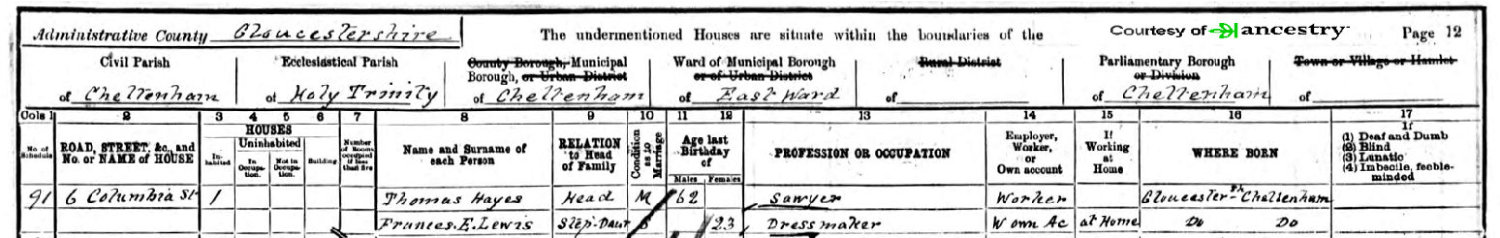 Administrative County Gloucestershire The undermentioned Houses are situate within the boundaries of the Courtesy of ancestry Page 12
Civil Parish Ecclesiastical Parish County Borough, Municipal Ward of Municipal Borough Rural District Parliamentary Borough Town or Village or Hamlet
Borough, or Urban District or of Urban District or Division
of Cheltenham of Holy Trinity of Cheltenham of East Ward of of Cheltenham of
Cols 1 2 3 4 5 6 7 8 9 10 11 12 13 14 15 16 17
No. of Schedule ROAD, STREET, &c., and No. or NAME of HOUSE HOUSES In-habited Uninhabited In Occupa-tion. Not in Occupa-tion. Building Number of Rooms occupied if less than five Name and Surname of each Person RELATION to Head of Family Condition as to Marriage Age last Birthday of Males Females PROFESSION OR OCCUPATION Employer, Worker, or Own account If Working at Home WHERE BORN If (1) Deaf and Dumb (2) Blind (3) Lunatic (4) Imbecile, feeble-minded
91 6 Columbia St 1 Thomas Hayes Head M 62 Sawyer Worker Gloucester Cheltenham
Frances. E. Lewis Step-Daur S 23 Dressmaker W own Ac at Home Do Do